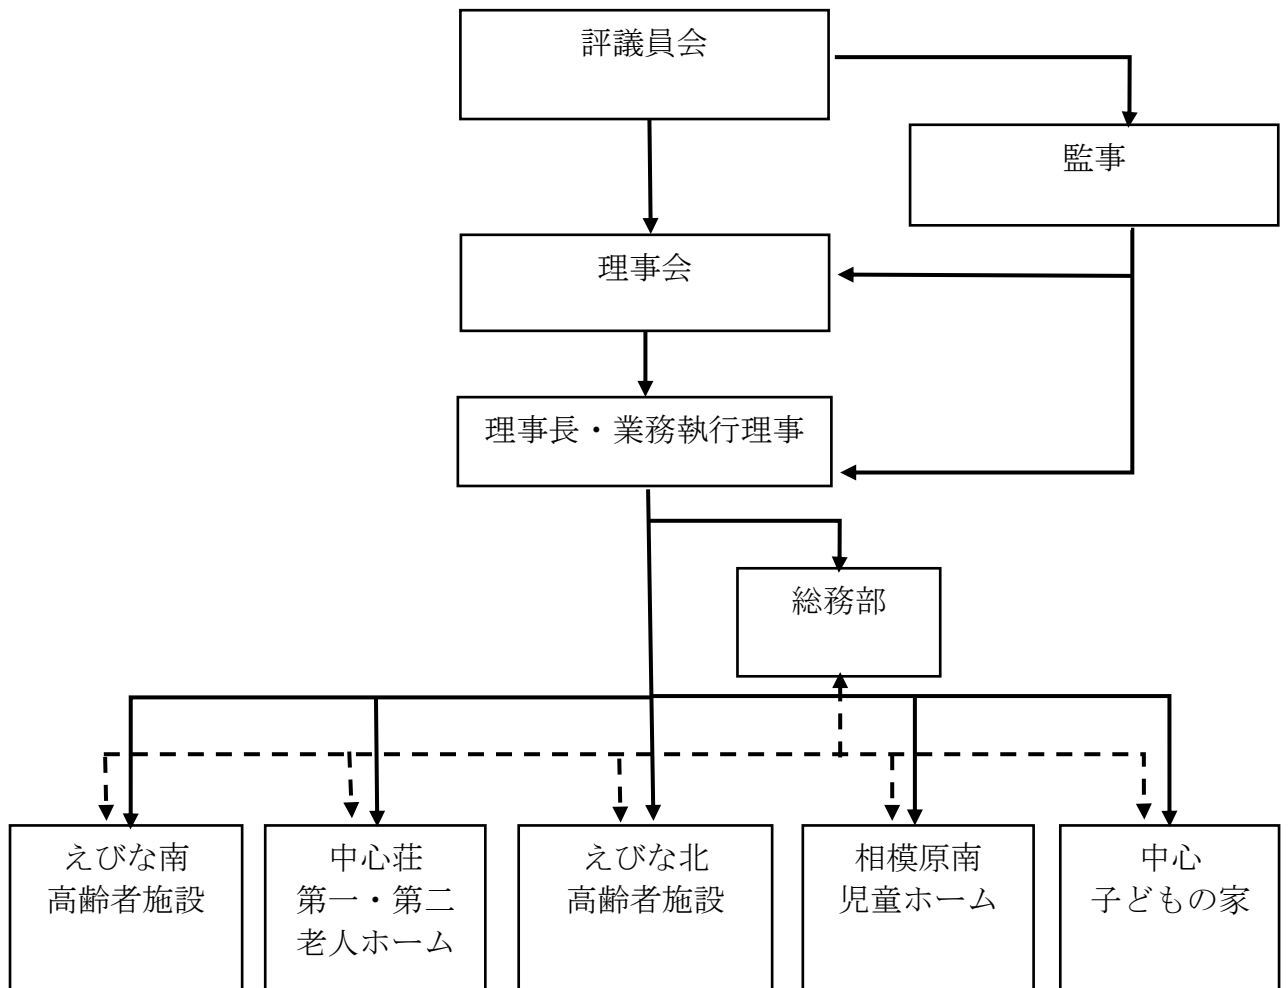 評議員会
監事
理事会
理事長・業務執行理事
総務部
えびな南
高齢者施設
中心荘
第一・第二
老人ホーム
えびな北
高齢者施設
相模原南
児童ホーム
中心
子どもの家